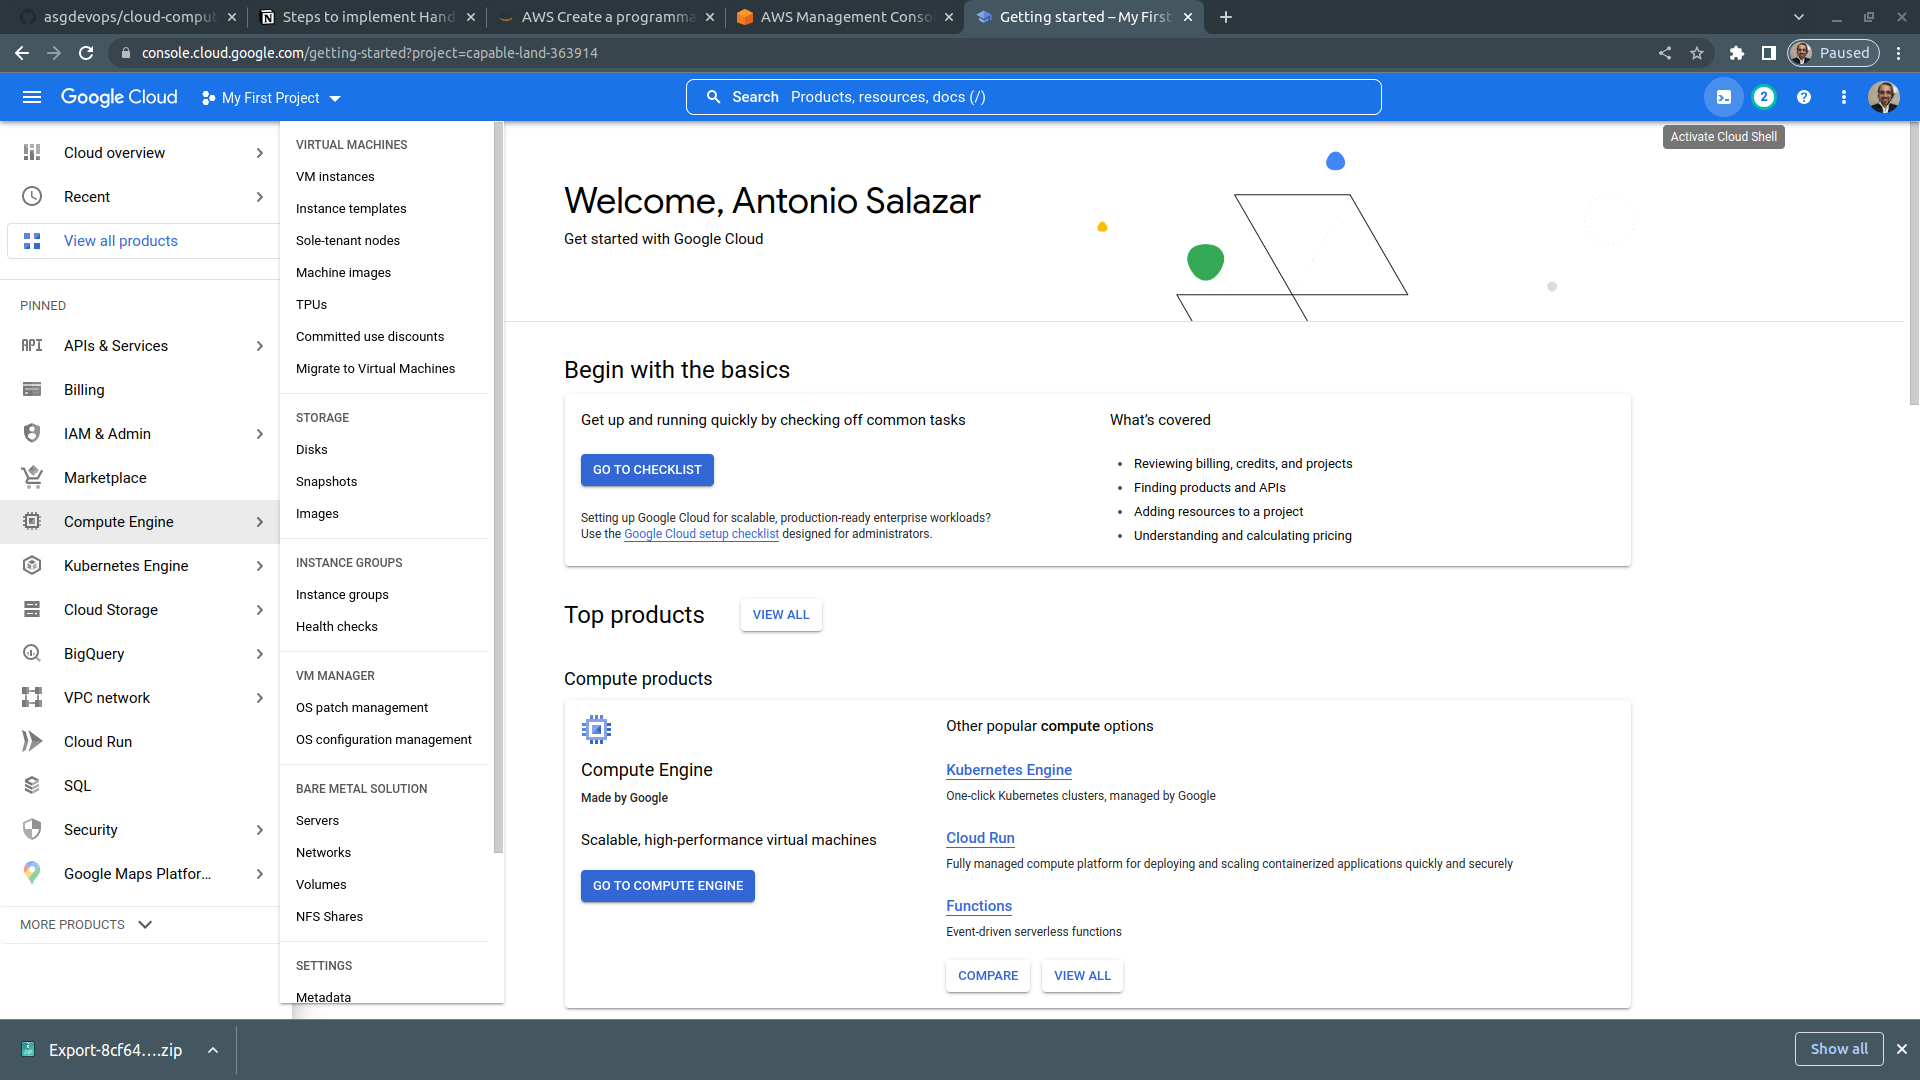 asgdevops/cloud-comput
Steps to implement Hand
AWS Create a programma
AWS Management Conso
Getting started – My First
console.cloud.google.com/getting-started?project=capable-land-363914
Paused
Google Cloud
My First Project
Search Products, resources, docs (/)
2
Activate Cloud Shell
Cloud overview
Recent
View all products
PINNED
API APIs & Services
Billing
IAM & Admin
Marketplace
Compute Engine
Kubernetes Engine
Cloud Storage
BigQuery
VPC network
Cloud Run
SQL
Security
Google Maps Platfor...
MORE PRODUCTS
VIRTUAL MACHINES
VM instances
Instance templates
Sole-tenant nodes
Machine images
TPUs
Committed use discounts
Migrate to Virtual Machines
STORAGE
Disks
Snapshots
Images
INSTANCE GROUPS
Instance groups
Health checks
VM MANAGER
OS patch management
OS configuration management
BARE METAL SOLUTION
Servers
Networks
Volumes
NFS Shares
SETTINGS
Metadata
Welcome, Antonio Salazar
Get started with Google Cloud
Begin with the basics
Get up and running quickly by checking off common tasks
GO TO CHECKLIST
Setting up Google Cloud for scalable, production-ready enterprise workloads?
Use the Google Cloud setup checklist designed for administrators.
What's covered
Reviewing billing, credits, and projects
Finding products and APIs
Adding resources to a project
Understanding and calculating pricing
Top products
VIEW ALL
Compute products
Compute Engine
Made by Google
Scalable, high-performance virtual machines
GO TO COMPUTE ENGINE
Other popular compute options
Kubernetes Engine
One-click Kubernetes clusters, managed by Google
Cloud Run
Fully managed compute platform for deploying and scaling containerized applications quickly and securely
Functions
Event-driven serverless functions
COMPARE
VIEW ALL
Export-8cf64....zip
Show all